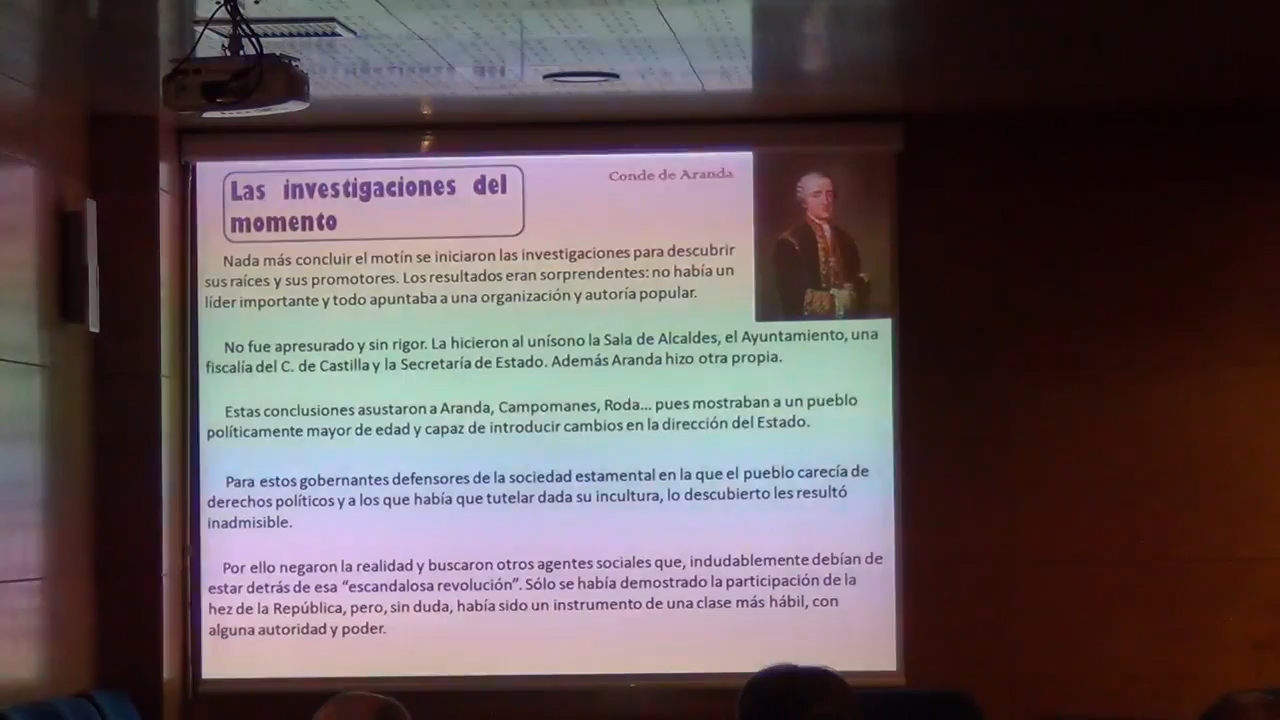 Las investigaciones del
momento
Conde de Aranda
Nada más concluir el motín se iniciaron las investigaciones para descubrir
sus raíces y sus promotores. Los resultados eran sorprendentes: no había un
líder importante y todo apuntaba a una organización y autoría popular.
No fue apresurado y sin rigor. La hicieron al unísono la Sala de Alcaldes, el Ayuntamiento, una
fiscalía del C. de Castilla y la Secretaría de Estado. Además Aranda hizo otra propia.
Estas conclusiones asustaron a Aranda, Campomanes, Roda... pues mostraban a un pueblo
políticamente mayor de edad y capaz de introducir cambios en la dirección del Estado.
Para estos gobernantes defensores de la sociedad estamental en la que el pueblo carecía de
derechos políticos y a los que había que tutelar dada su incultura, lo descubierto les resultó
inadmisible.
Por ello negaron la realidad y buscaron otros agentes sociales que, indudablemente debían de
estar detrás de esa “escandalosa revolución”. Sólo se había demostrado la participación de la
hez de la República, pero, sin duda, había sido un instrumento de una clase más hábil, con
alguna autoridad y poder.